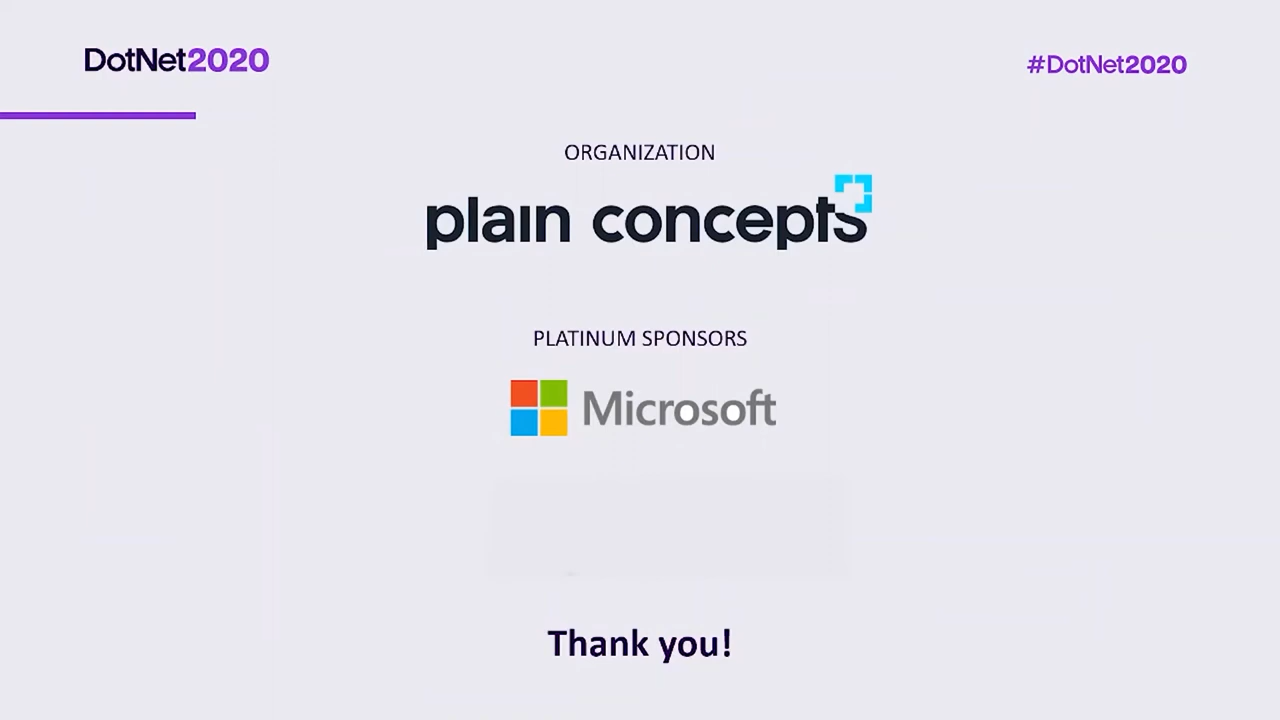 DotNet2020
#DotNet2020
ORGANIZATION
plain concepts
PLATINUM SPONSORS
Microsoft
Thank you!